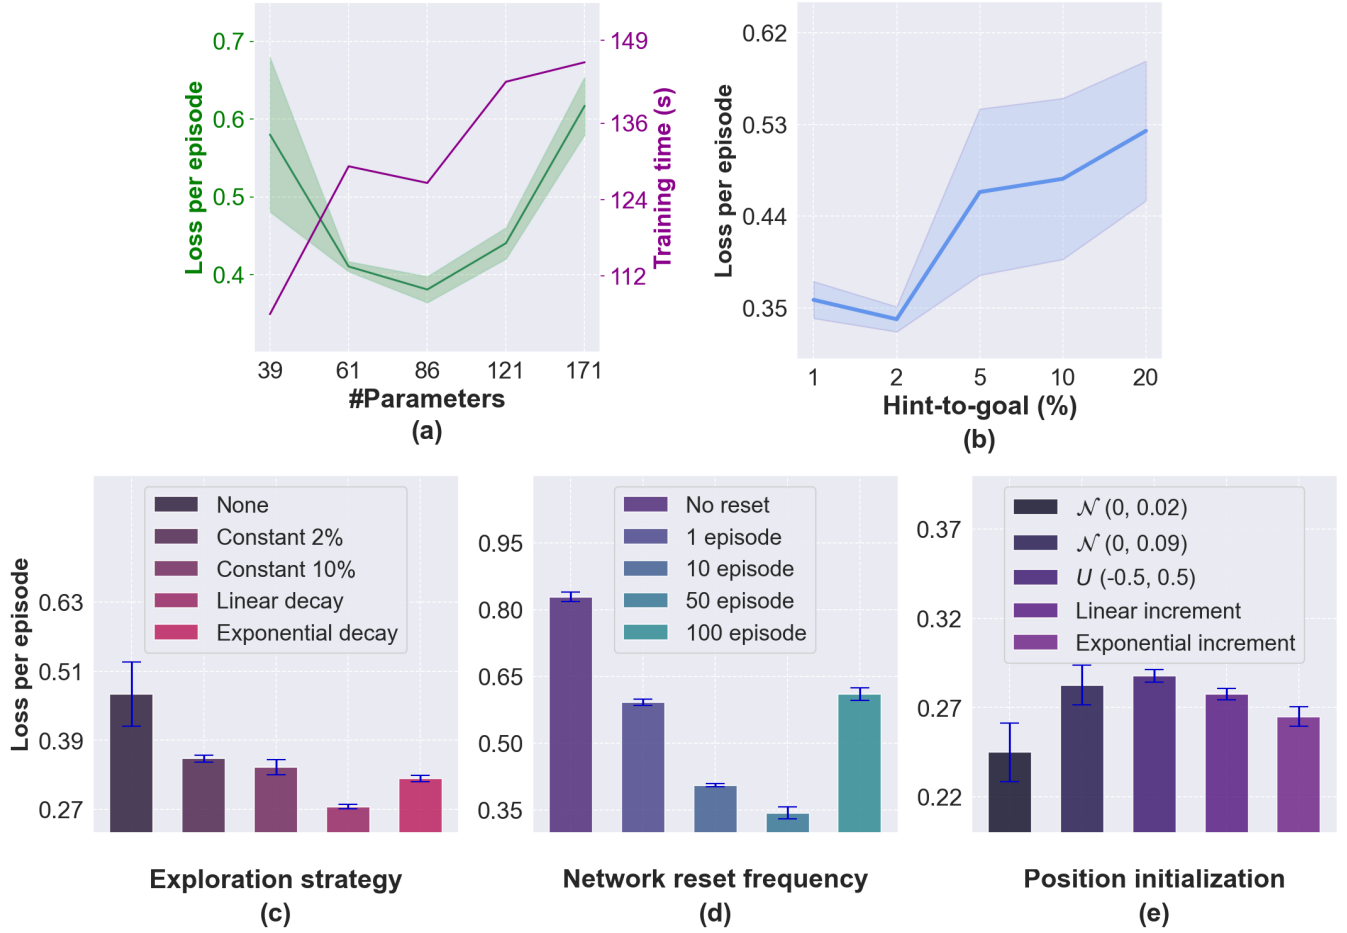 0.7
0.6
0.5
0.4
Loss per episode
149
136
124
112
Training time (s)
39 61 86 121 171
#Parameters
(a)
0.62
0.53
0.44
0.35
Loss per episode
1 2 5 10 20
Hint-to-goal (%)
(b)
0.63
0.51
0.39
0.27
Loss per episode
None
Constant 2%
Constant 10%
Linear decay
Exponential decay
Exploration strategy
(c)
0.95
0.80
0.65
0.50
0.35
No reset
1 episode
10 episode
50 episode
100 episode
Network reset frequency
(d)
0.37
0.32
0.27
0.22
𝒩 (0, 0.02)
𝒩 (0, 0.09)
U (-0.5, 0.5)
Linear increment
Exponential increment
Position initialization
(e)